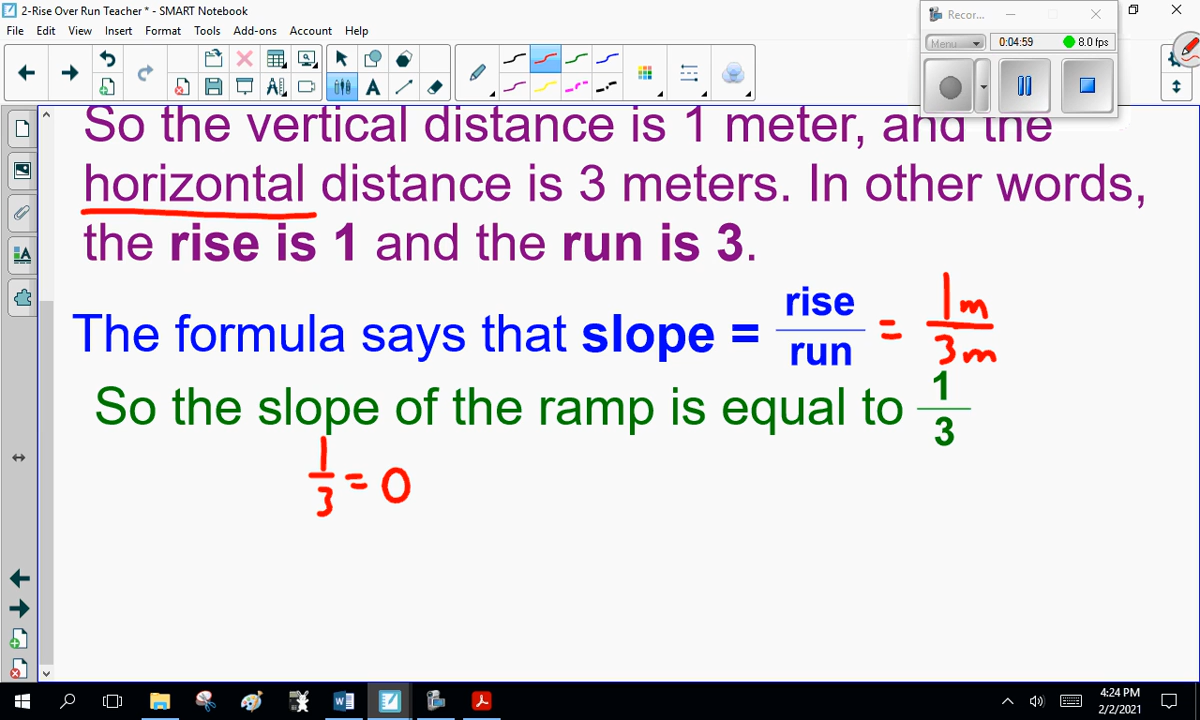 2-Rise Over Run Teacher * - SMART Notebook
Recor...
File Edit View Insert Format Tools Add-ons Account Help
Menu 0:04:59 8.0 fps
So the vertical distance is 1 meter, and the
horizontal distance is 3 meters. In other words,
the rise is 1 and the run is 3.
The formula says that slope = rise/run = 1m/3m
So the slope of the ramp is equal to 1/3
1/3 = 0
4:24 PM
2/2/2021